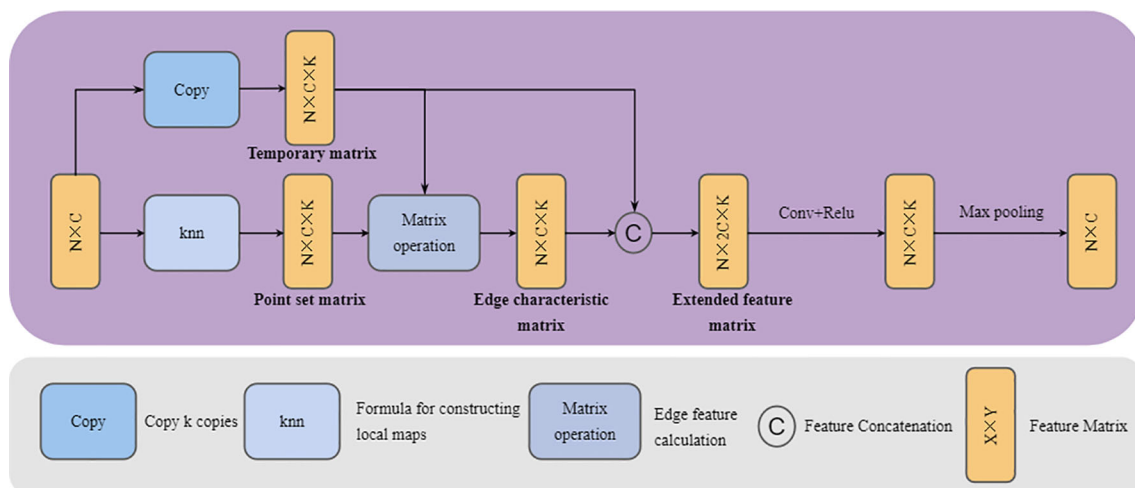 Copy
N×C×K
Temporary matrix
N×C
knn
N×C×K
Point set matrix
Matrix
operation
N×C×K
Edge characteristic
matrix
C
N×2C×K
Extended feature
matrix
Conv+Relu
N×C×K
Max pooling
N×C
Copy
Copy k copies
knn
Formula for constructing
local maps
Matrix
operation
Edge feature
calculation
C
Feature Concatenation
X×Y
Feature Matrix